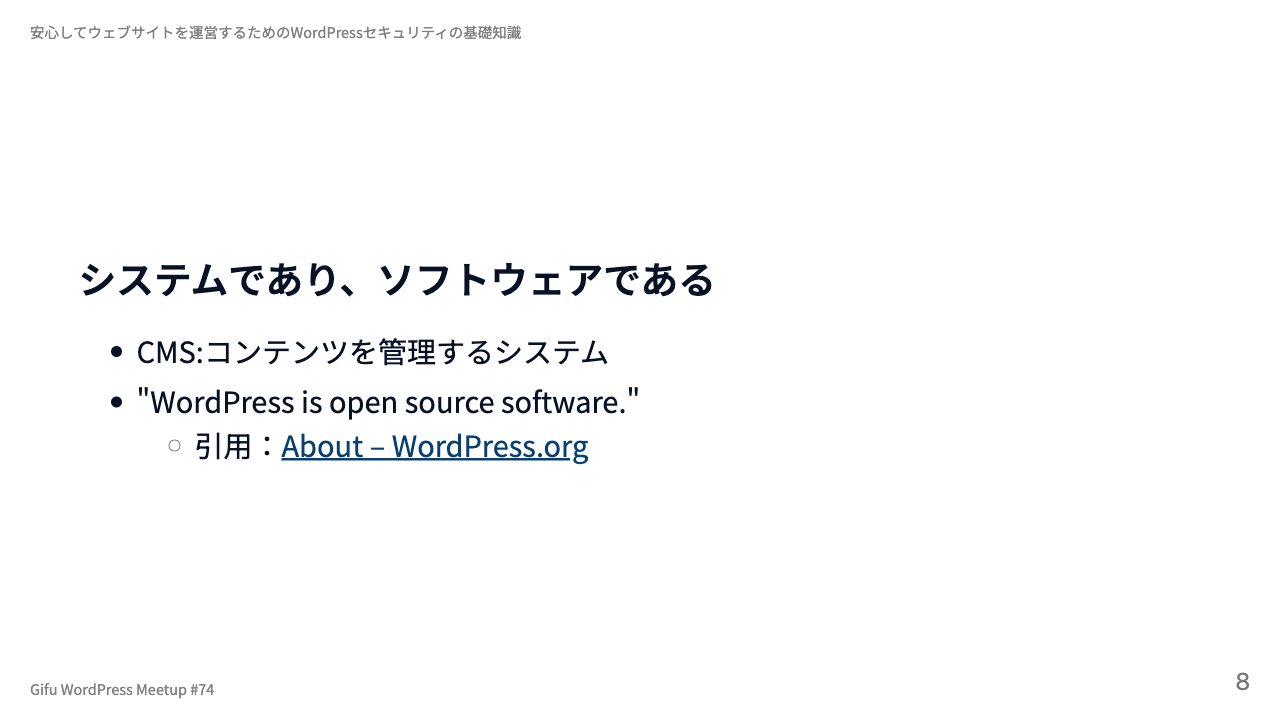 安心してウェブサイトを運営するためのWordPressセキュリティの基礎知識
システムであり、ソフトウェアである
CMS:コンテンツを管理するシステム
"WordPress is open source software."
引用：About – WordPress.org
Gifu WordPress Meetup #74
8